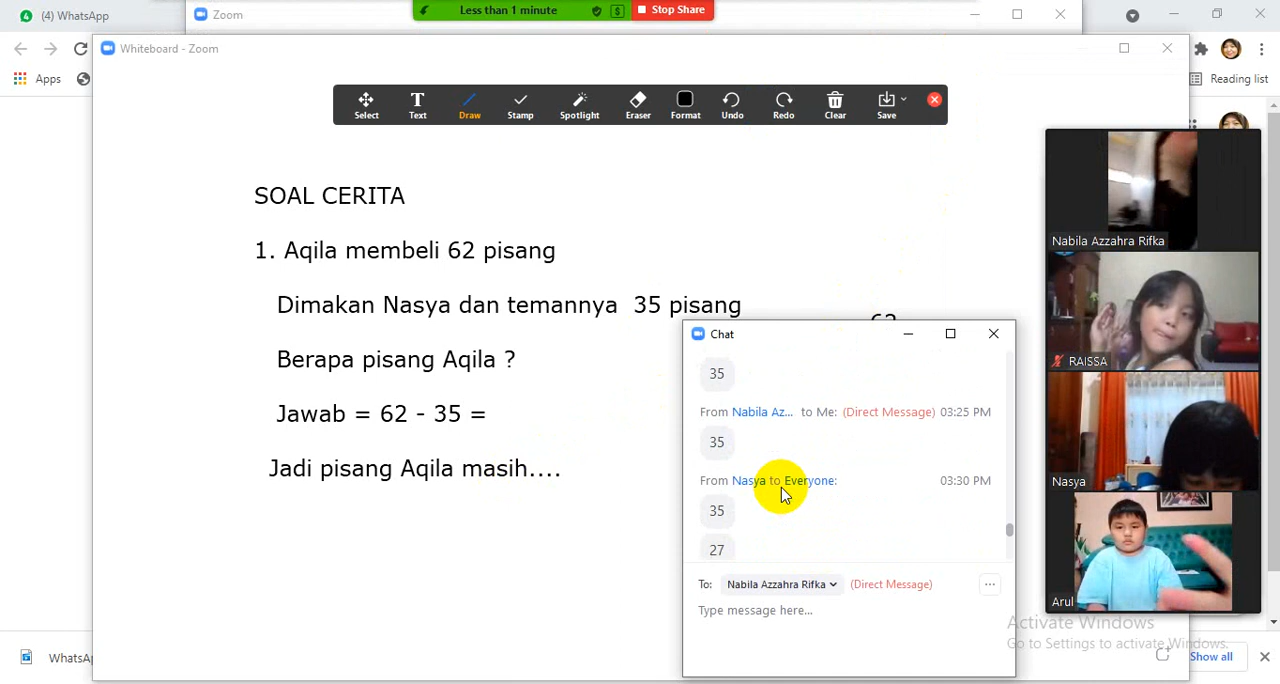 (4) WhatsApp
Zoom
Less than 1 minute
Stop Share
Whiteboard - Zoom
Apps
Reading list
Select
Text
Draw
Stamp
Spotlight
Eraser
Format
Undo
Redo
Clear
Save
SOAL CERITA
1. Aqila membeli 62 pisang
Dimakan Nasya dan temannya 35 pisang
Berapa pisang Aqila ?
Jawab = 62 - 35 =
Jadi pisang Aqila masih....
62
Chat
35
From Nabila Az... to Me: (Direct Message) 03:25 PM
35
From Nasya to Everyone: 03:30 PM
35
27
To: Nabila Azzahra Rifka (Direct Message)
Type message here...
Nabila Azzahra Rifka
RAISSA
Nasya
Arul
Activate Windows
Go to Settings to activate Windows.
WhatsAp
Show all